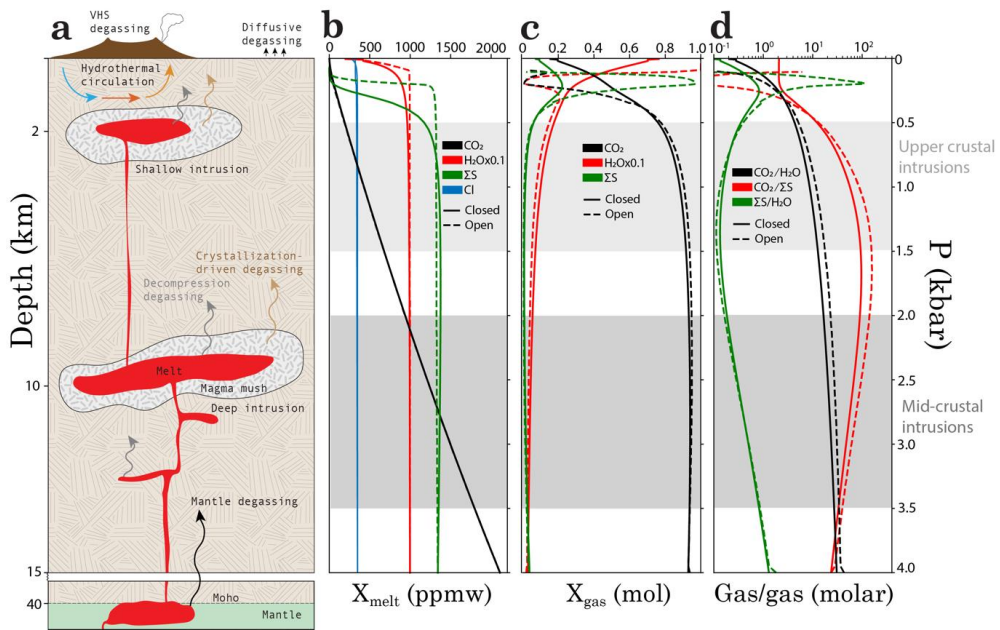 a
VHS
degassing
Diffusive
degassing
Hydrothermal
circulation
Shallow intrusion
Crystallization-
driven degassing
Decompression
degassing
Melt
Magma mush
Deep intrusion
Mantle degassing
Moho
Mantle
Depth (km)
2
10
15
40
b
0 500 1000 1500 2000
CO₂
H₂Ox0.1
ΣS
Cl
Closed
Open
X_melt (ppmw)
c
0 0.2 0.4 0.6 0.8 1.0
CO₂
H₂Ox0.1
ΣS
Closed
Open
X_gas (mol)
d
10⁻¹ 10⁰ 10¹ 10²
CO₂/H₂O
CO₂/ΣS
ΣS/H₂O
Closed
Open
Gas/gas (molar)
0
0.5
1.0
1.5
2.0
2.5
3.0
3.5
4.0
P (kbar)
Upper crustal
intrusions
Mid-crustal
intrusions